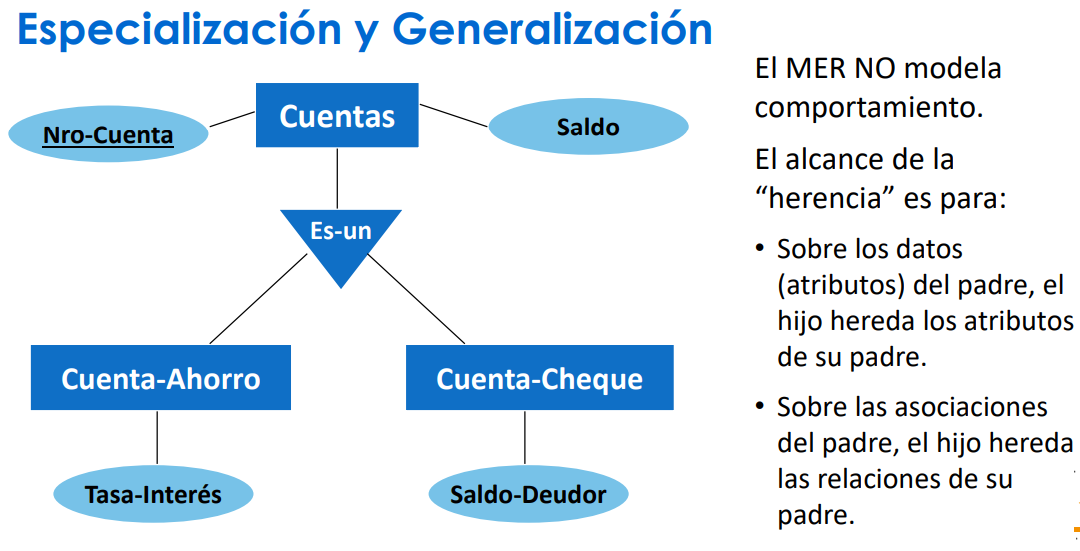 Especialización y Generalización
Cuentas
Nro-Cuenta
Saldo
Es-un
Cuenta-Ahorro
Cuenta-Cheque
Tasa-Interés
Saldo-Deudor
El MER NO modela
comportamiento.
El alcance de la
“herencia” es para:
• Sobre los datos
(atributos) del padre, el
hijo hereda los atributos
de su padre.
• Sobre las asociaciones
del padre, el hijo hereda
las relaciones de su
padre.